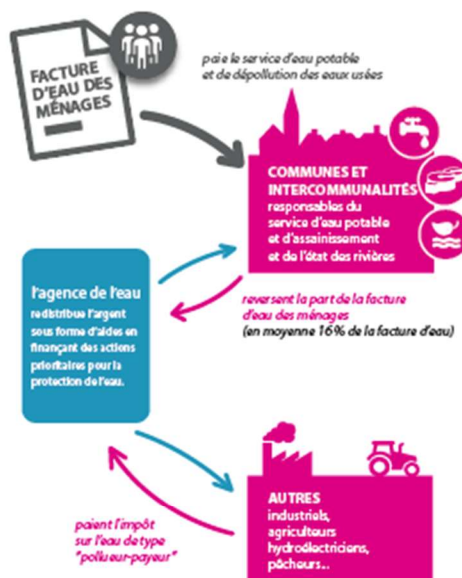 FACTURE
D'EAU DES
MÉNAGES
paie le service d'eau potable
et de dépollution des eaux usées
COMMUNES ET
INTERCOMMUNALITÉS
responsables du
service d'eau potable
et d'assainissement
et de l'état des rivières
l'agence de l'eau
redistribue l'argent
sous forme d'aides en
finançant des actions
prioritaires pour la
protection de l'eau.
reversent la part de la facture
d'eau des ménages
(en moyenne 16% de la facture d'eau)
paient l'impôt
sur l'eau de type
"pollueur-payeur"
AUTRES
industriels,
agriculteurs
hydroélectriciens,
pêcheurs...